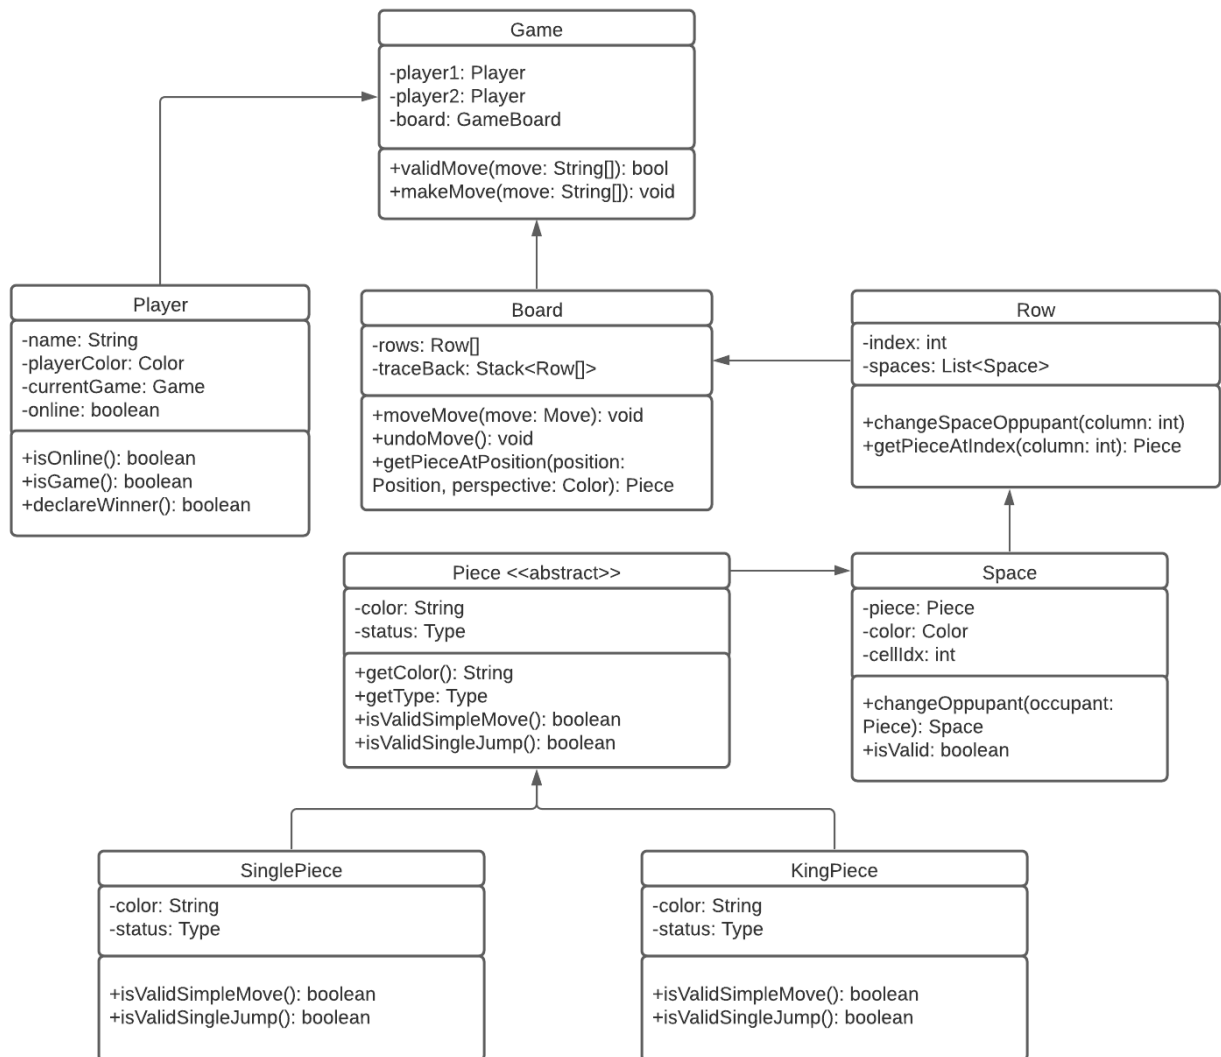 Game
-player1: Player
-player2: Player
-board: GameBoard
+validMove(move: String[]): bool
+makeMove(move: String[]): void
Player
-name: String
-playerColor: Color
-currentGame: Game
-online: boolean
+isOnline(): boolean
+isGame(): boolean
+declareWinner(): boolean
Board
-rows: Row[]
-traceBack: Stack<Row[]>
+moveMove(move: Move): void
+undoMove(): void
+getPieceAtPosition(position:
Position, perspective: Color): Piece
Row
-index: int
-spaces: List<Space>
+changeSpaceOppupant(column: int)
+getPieceAtIndex(column: int): Piece
Piece <<abstract>>
-color: String
-status: Type
+getColor(): String
+getType: Type
+isValidSimpleMove(): boolean
+isValidSingleJump(): boolean
Space
-piece: Piece
-color: Color
-cellIdx: int
+changeOppupant(occupant:
Piece): Space
+isValid: boolean
SinglePiece
-color: String
-status: Type
+isValidSimpleMove(): boolean
+isValidSingleJump(): boolean
KingPiece
-color: String
-status: Type
+isValidSimpleMove(): boolean
+isValidSingleJump(): boolean